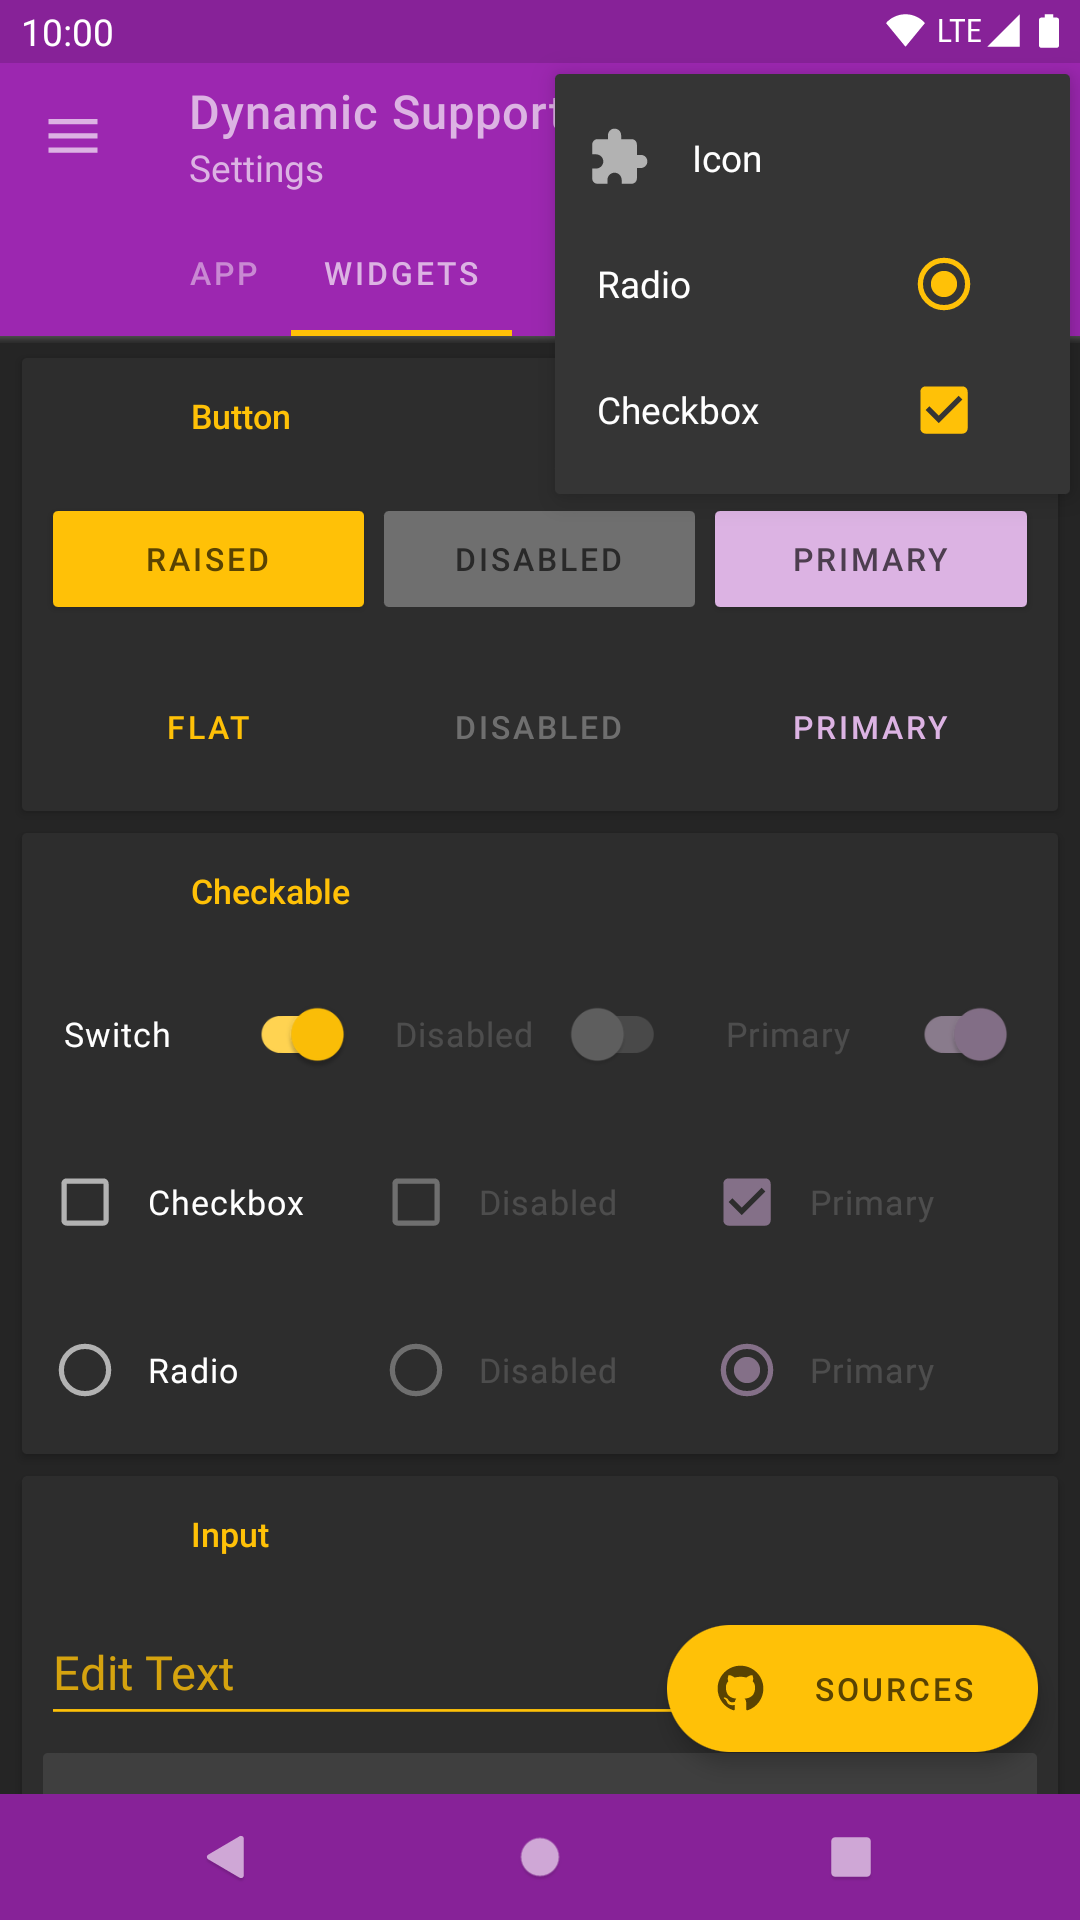 10:00
LTE
Dynamic Support
Settings
APP
WIDGETS
Icon
Radio
Checkbox
Button
RAISED
DISABLED
PRIMARY
FLAT
DISABLED
PRIMARY
Checkable
Switch
Disabled
Primary
Checkbox
Disabled
Primary
Radio
Disabled
Primary
Input
Edit Text
SOURCES